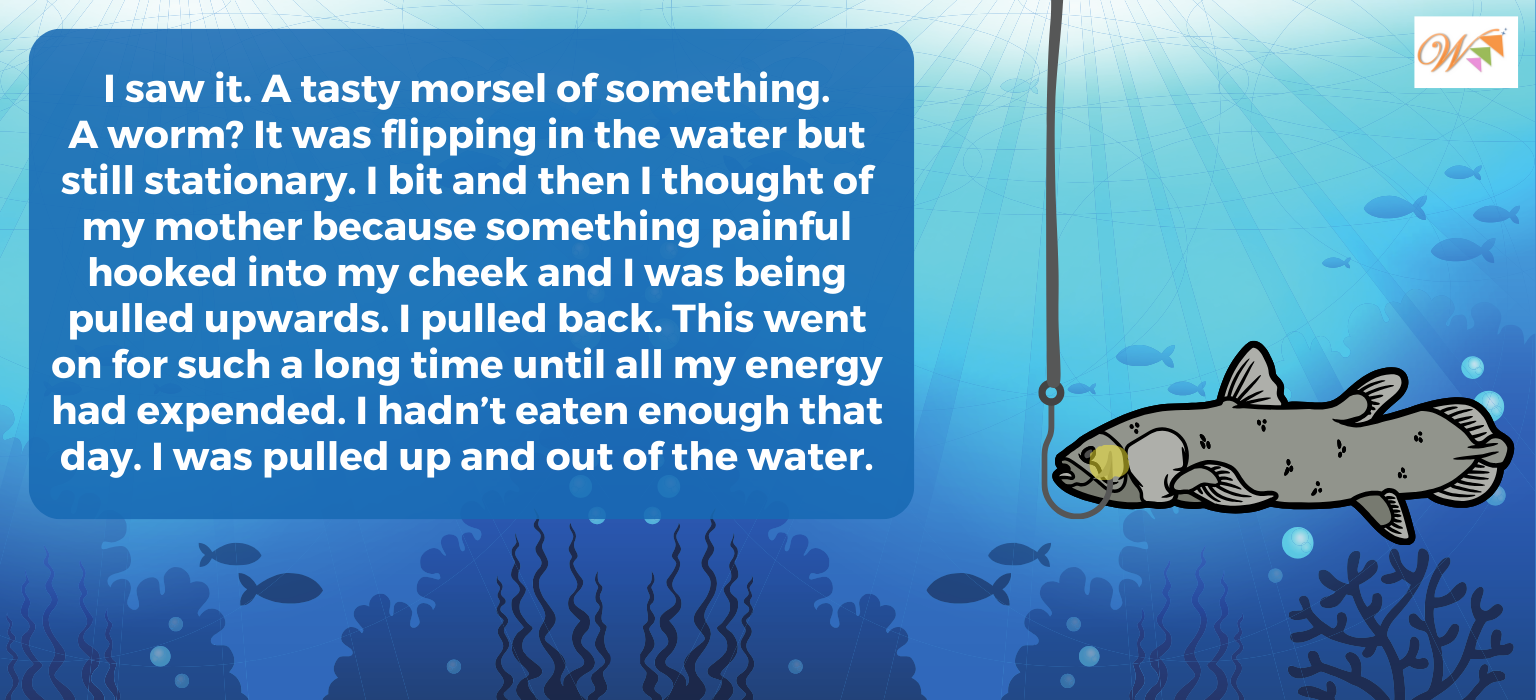 I saw it. A tasty morsel of something.
A worm? It was flipping in the water but
still stationary. I bit and then I thought of
my mother because something painful
hooked into my cheek and I was being
pulled upwards. I pulled back. This went
on for such a long time until all my energy
had expended. I hadn’t eaten enough that
day. I was pulled up and out of the water.
W